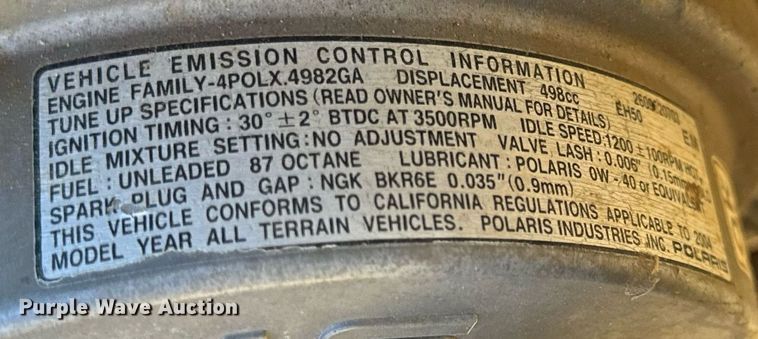 VEHICLE EMISSION CONTROL INFORMATION
ENGINE FAMILY-4POLX.4982GA DISPLACEMENT 498cc EH50 EM
TUNE UP SPECIFICATIONS (READ OWNER'S MANUAL FOR DETAILS)
IGNITION TIMING : 30° ±2° BTDC AT 3500RPM IDLE SPEED:1200 ±100RPM HOT
IDLE MIXTURE SETTING:NO ADJUSTMENT VALVE LASH : 0.006" (0.15mm)
FUEL : UNLEADED 87 OCTANE LUBRICANT : POLARIS 0W-40 or EQUIVALENT
SPARK PLUG AND GAP : NGK BKR6E 0.035"(0.9mm)
THIS VEHICLE CONFORMS TO CALIFORNIA REGULATIONS APPLICABLE TO 2004
MODEL YEAR ALL TERRAIN VEHICLES. POLARIS INDUSTRIES INC. POLARIS
Purple Wave Auction